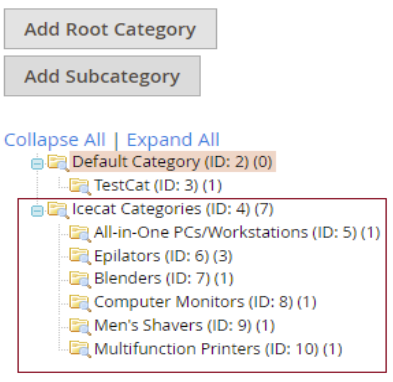 Add Root Category
Add Subcategory
Collapse All | Expand All
Default Category (ID: 2) (0)
TestCat (ID: 3) (1)
Icecat Categories (ID: 4) (7)
All-in-One PCs/Workstations (ID: 5) (1)
Epilators (ID: 6) (3)
Blenders (ID: 7) (1)
Computer Monitors (ID: 8) (1)
Men's Shavers (ID: 9) (1)
Multifunction Printers (ID: 10) (1)